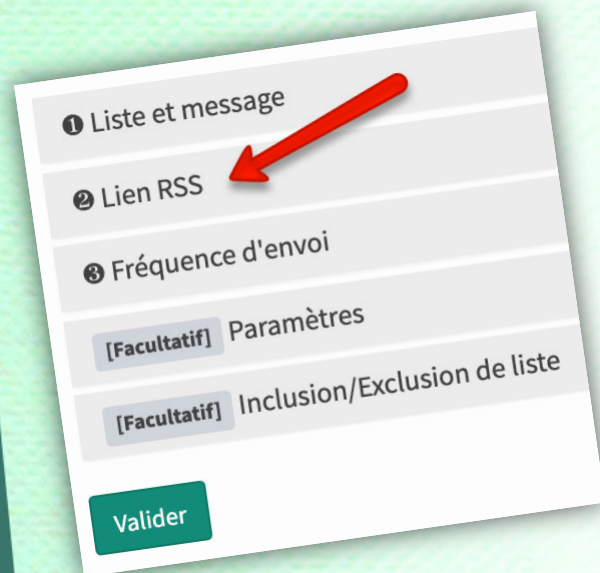 ❶ Liste et message
❷ Lien RSS
❸ Fréquence d'envoi
[Facultatif] Paramètres
[Facultatif] Inclusion/Exclusion de liste
Valider